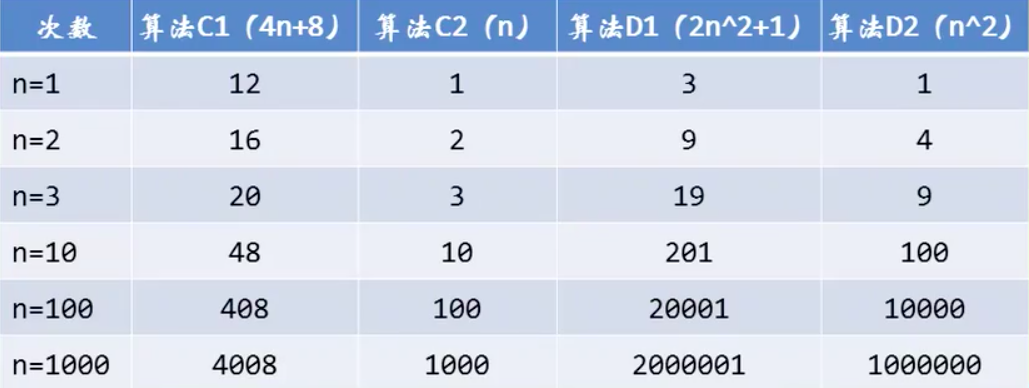 次数 算法C1（4n+8） 算法C2（n） 算法D1（2n^2+1） 算法D2（n^2）
n=1 12 1 3 1
n=2 16 2 9 4
n=3 20 3 19 9
n=10 48 10 201 100
n=100 408 100 20001 10000
n=1000 4008 1000 2000001 1000000